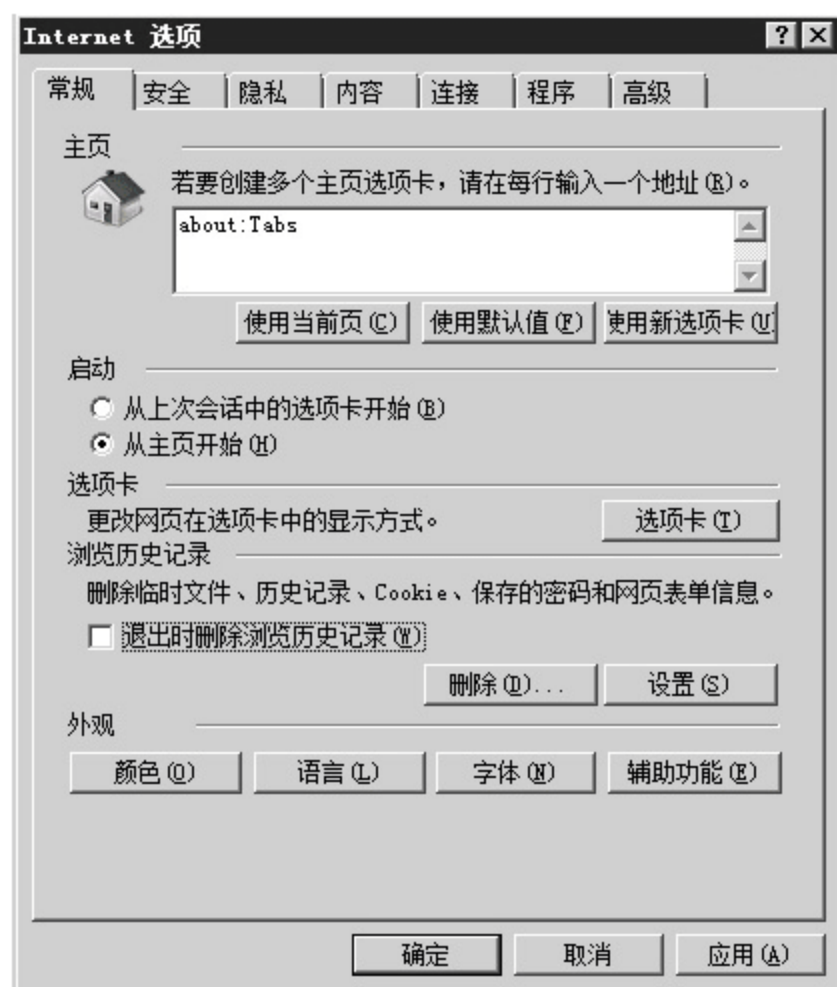 Internet 选项
常规 安全 隐私 内容 连接 程序 高级
主页
若要创建多个主页选项卡，请在每行输入一个地址(R)。
about:Tabs
使用当前页(C) 使用默认值(F) 使用新选项卡(U)
启动
从上次会话中的选项卡开始(B)
从主页开始(H)
选项卡
更改网页在选项卡中的显示方式。 选项卡(T)
浏览历史记录
删除临时文件、历史记录、Cookie、保存的密码和网页表单信息。
退出时删除浏览历史记录(W)
删除(D)... 设置(S)
外观
颜色(O) 语言(L) 字体(N) 辅助功能(E)
确定 取消 应用(A)